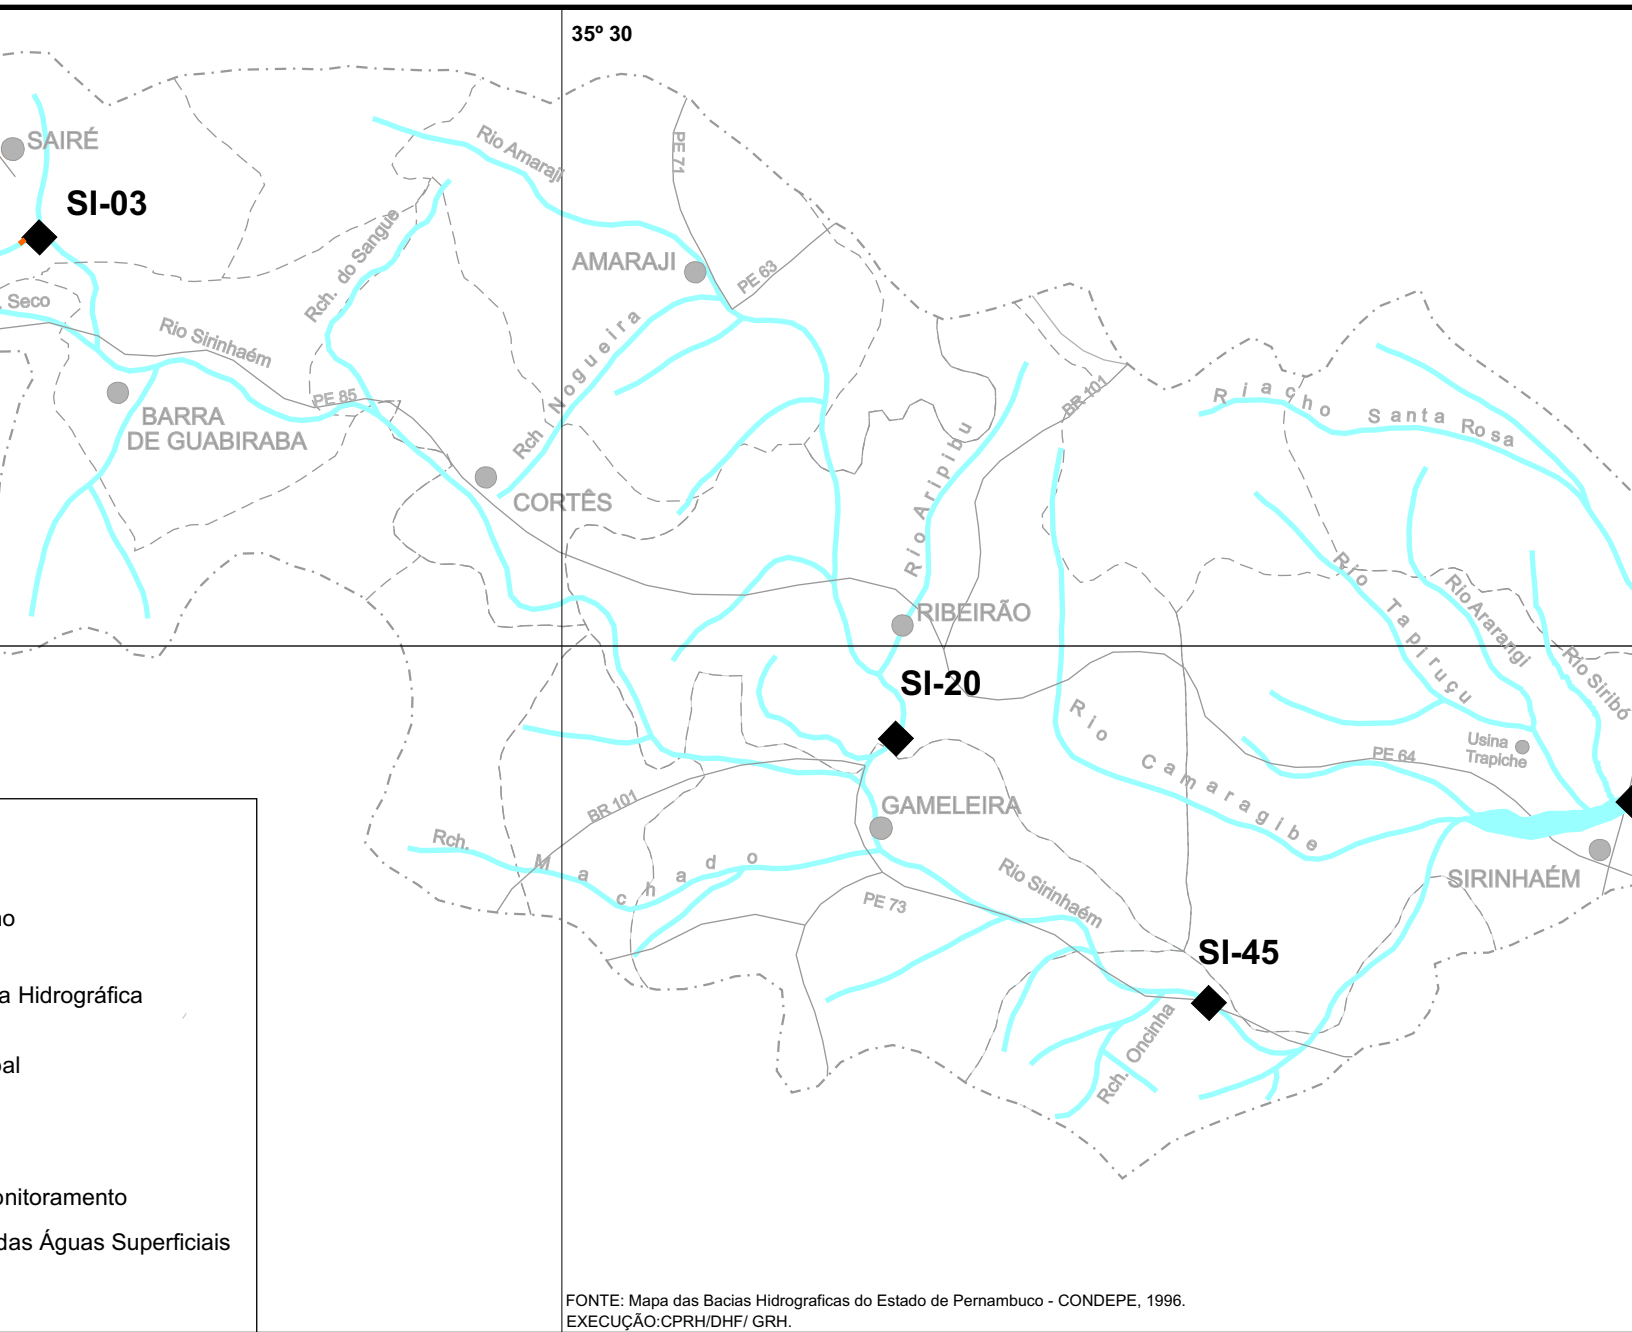 35º 30
SAIRÉ
SI-03
Rio Amaraji
PE 71
Rch. do Sangue
AMARAJI
PE 63
Seco
Rio Sirinhaém
Rch Nogueira
PE 85
BARRA
DE GUABIRABA
CORTÊS
Rio Aripibu
BR 101
Riacho Santa Rosa
RIBEIRÃO
Rio Tapiruçu
Rio Ararangi
Rio Siribó
SI-20
Rio Camaragibe
Usina
Trapiche
PE 64
BR 101
GAMELEIRA
Rch. Machado
SIRINHAÉM
Rio Sirinhaém
PE 73
SI-45
Rch. Oncinha
a Hidrográfica
onitoramento
das Águas Superficiais
FONTE: Mapa das Bacias Hidrograficas do Estado de Pernambuco - CONDEPE, 1996.
EXECUÇÃO:CPRH/DHF/ GRH.